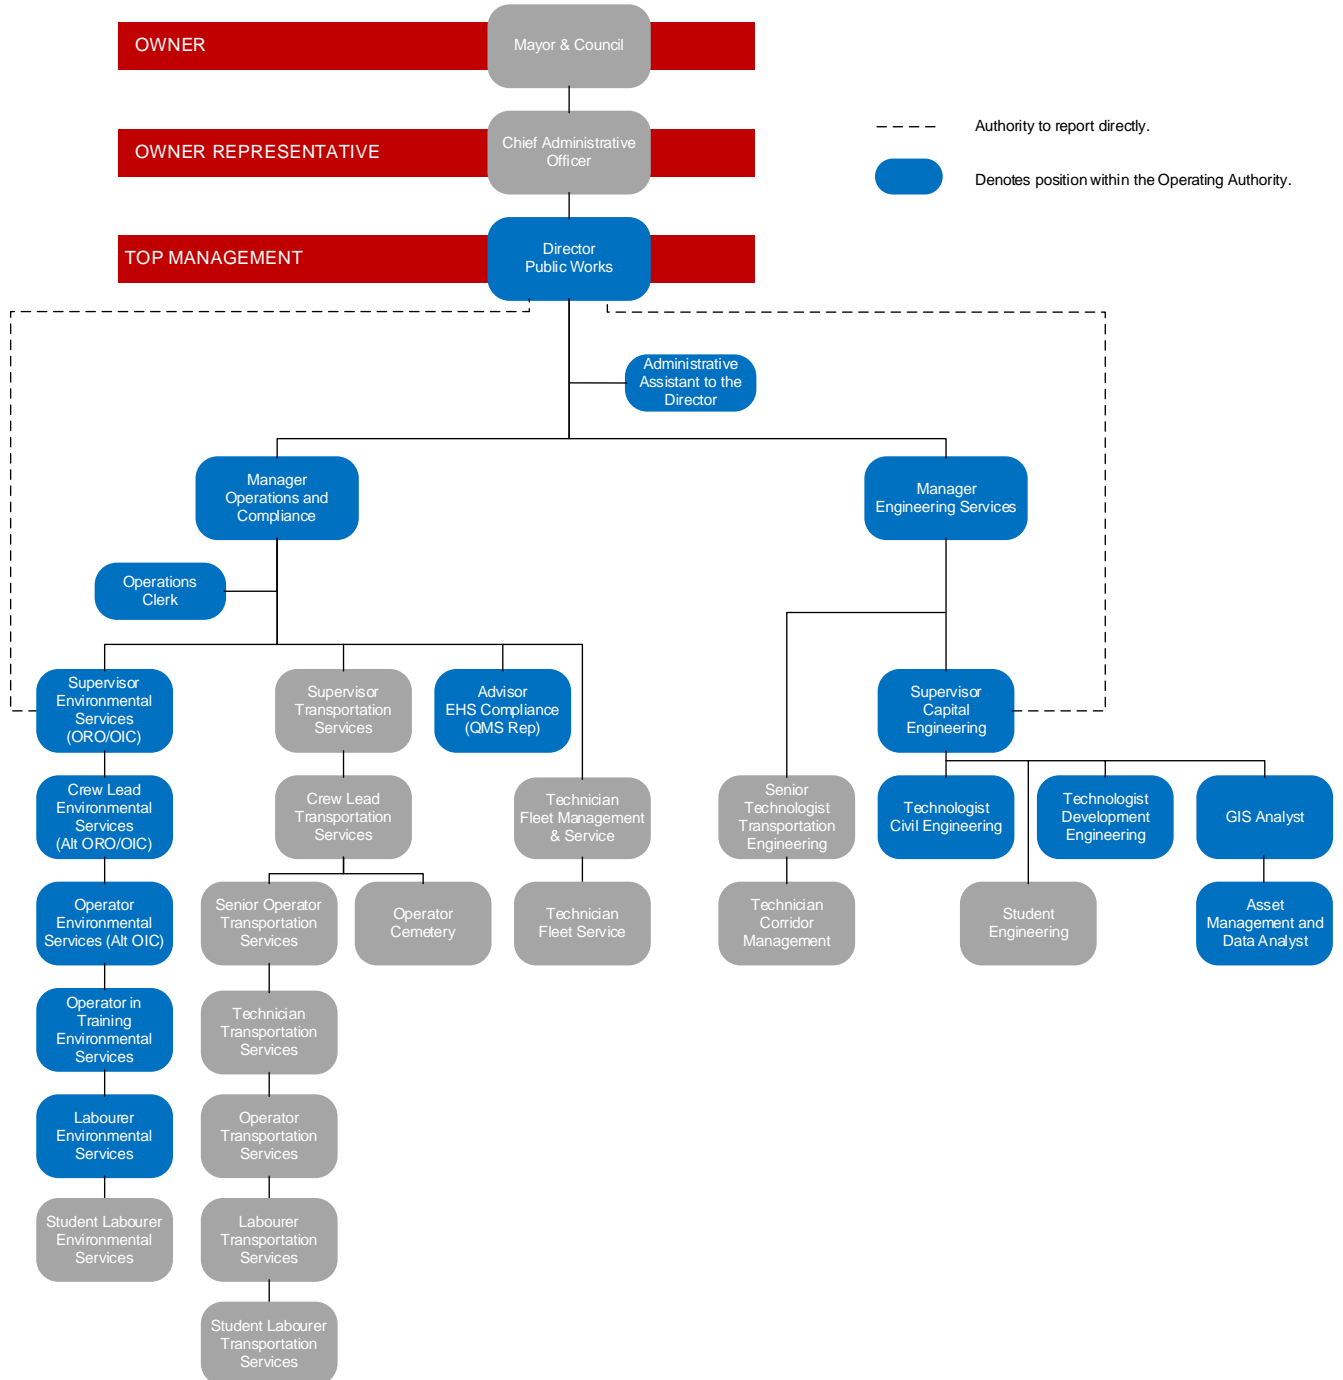 OWNER
Mayor & Council
OWNER REPRESENTATIVE
Chief Administrative
Officer
Authority to report directly.
Denotes position within the Operating Authority.
TOP MANAGEMENT
Director
Public Works
Administrative
Assistant to the
Director
Manager
Operations and
Compliance
Manager
Engineering Services
Operations
Clerk
Supervisor
Environmental
Services
(ORO/OIC)
Supervisor
Transportation
Services
Advisor
EHS Compliance
(QMS Rep)
Supervisor
Capital
Engineering
Crew Lead
Environmental
Services
(Alt ORO/OIC)
Crew Lead
Transportation
Services
Technician
Fleet Management
& Service
Senior
Technologist
Transportation
Engineering
Technologist
Civil Engineering
Technologist
Development
Engineering
GIS Analyst
Operator
Environmental
Services (Alt OIC)
Senior Operator
Transportation
Services
Operator
Cemetery
Technician
Fleet Service
Technician
Corridor
Management
Student
Engineering
Asset
Management and
Data Analyst
Operator in
Training
Environmental
Services
Technician
Transportation
Services
Labourer
Environmental
Services
Operator
Transportation
Services
Student Labourer
Environmental
Services
Labourer
Transportation
Services
Student Labourer
Transportation
Services